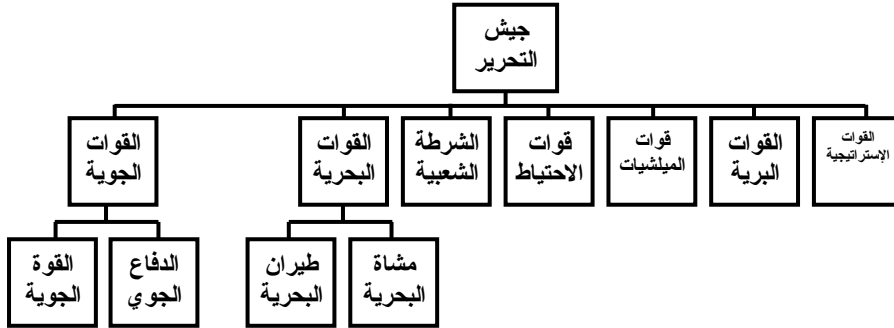 جيش
التحرير
القوات
الإستراتيجية
القوات
البرية
قوات
الميلشيات
قوات
الاحتياط
الشرطة
الشعبية
القوات
البحرية
القوات
الجوية
مشاة
البحرية
طيران
البحرية
الدفاع
الجوي
القوة
الجوية